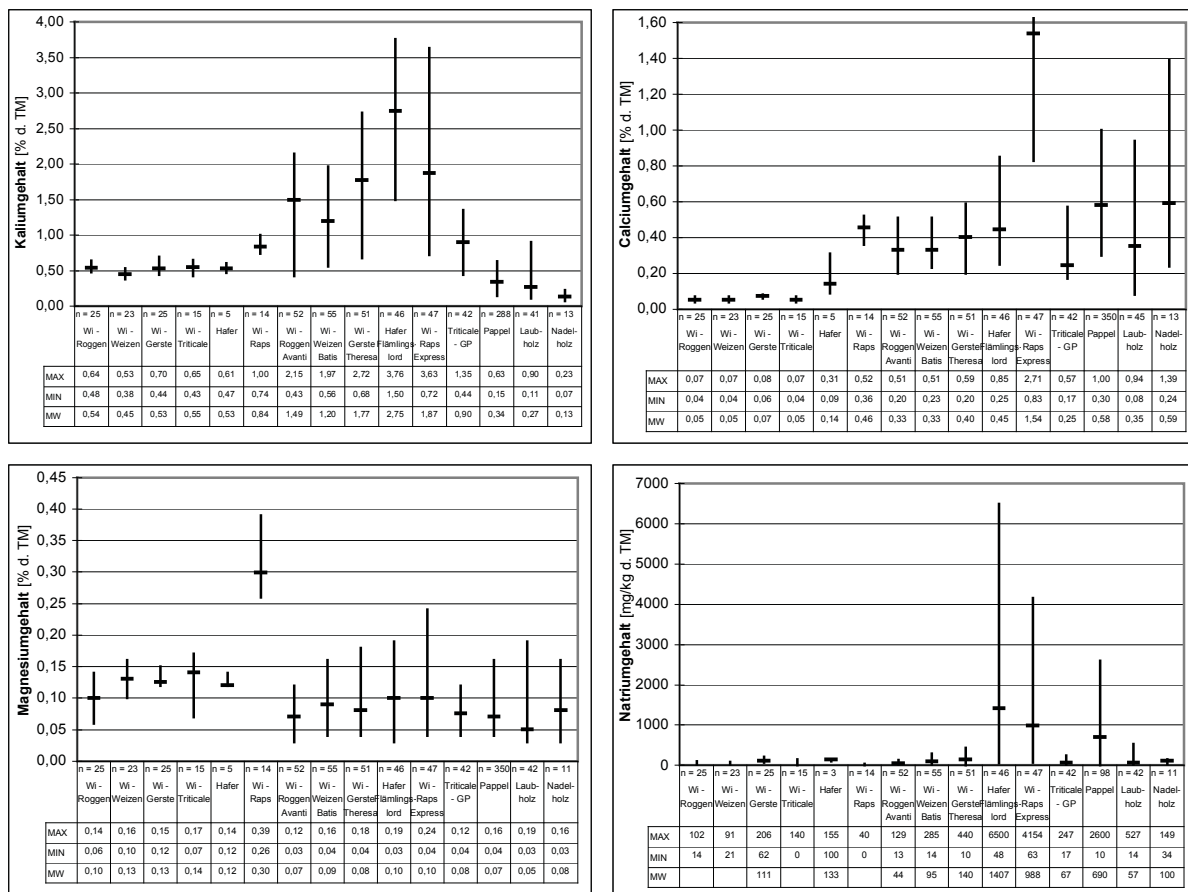 Kaliumgehalt [% d. TM]
4,00
3,50
3,00
2,50
2,00
1,50
1,00
0,50
0,00
n = 25 n = 23 n = 25 n = 15 n = 5 n = 14 n = 52 n = 55 n = 51 n = 46 n = 47 n = 42 n = 288 n = 41 n = 13
Wi - Wi - Wi - Wi - Hafer Wi - Wi - Wi - Wi - Hafer Wi - Triticale Pappel Laub- Nadel-
Roggen Weizen Gerste Triticale Raps Roggen Weizen Gerste Flämlings Raps - GP holz holz
Avanti Batis Theresa lord Express
MAX 0,64 0,53 0,70 0,65 0,61 1,00 2,15 1,97 2,72 3,76 3,63 1,35 0,63 0,90 0,23
MIN 0,48 0,38 0,44 0,43 0,47 0,74 0,43 0,56 0,68 1,50 0,72 0,44 0,15 0,11 0,07
MW 0,54 0,45 0,53 0,55 0,53 0,84 1,49 1,20 1,77 2,75 1,87 0,90 0,34 0,27 0,13
Calciumgehalt [% d. TM]
1,60
1,40
1,20
1,00
0,80
0,60
0,40
0,20
0,00
n = 25 n = 23 n = 25 n = 15 n = 5 n = 14 n = 52 n = 55 n = 51 n = 46 n = 47 n = 42 n = 350 n = 45 n = 13
Wi - Wi - Wi - Wi - Hafer Wi - Wi - Wi - Wi - Hafer Wi - Triticale Pappel Laub- Nadel-
Roggen Weizen Gerste Triticale Raps Roggen Weizen Gerste Flämlings Raps - GP holz holz
Avanti Batis Theresa lord Express
MAX 0,07 0,07 0,08 0,07 0,31 0,52 0,51 0,51 0,59 0,85 2,71 0,57 1,00 0,94 1,39
MIN 0,04 0,04 0,06 0,04 0,09 0,36 0,20 0,23 0,20 0,25 0,83 0,17 0,30 0,08 0,24
MW 0,05 0,05 0,07 0,05 0,14 0,46 0,33 0,33 0,40 0,45 1,54 0,25 0,58 0,35 0,59
Magnesiumgehalt [% d. TM]
0,45
0,40
0,35
0,30
0,25
0,20
0,15
0,10
0,05
0,00
n = 25 n = 23 n = 25 n = 15 n = 5 n = 14 n = 52 n = 55 n = 51 n = 46 n = 47 n = 42 n = 350 n = 42 n = 11
Wi - Wi - Wi - Wi - Hafer Wi - Wi - Wi - Wi - Hafer Wi - Triticale Pappel Laub- Nadel-
Roggen Weizen Gerste Triticale Raps Roggen Weizen Gerste Flämlings- Raps - GP holz holz
Avanti Batis Theresa lord Express
MAX 0,14 0,16 0,15 0,17 0,14 0,39 0,12 0,16 0,18 0,19 0,24 0,12 0,16 0,19 0,16
MIN 0,06 0,10 0,12 0,07 0,12 0,26 0,03 0,04 0,04 0,03 0,04 0,04 0,04 0,03 0,03
MW 0,10 0,13 0,13 0,14 0,12 0,30 0,07 0,09 0,08 0,10 0,10 0,08 0,07 0,05 0,08
Natriumgehalt [mg/kg d. TM]
7000
6000
5000
4000
3000
2000
1000
0
n = 25 n = 23 n = 25 n = 15 n = 3 n = 14 n = 52 n = 55 n = 51 n = 46 n = 47 n = 42 n = 98 n = 42 n = 11
Wi - Wi - Wi - Wi - Hafer Wi - Wi - Wi - Wi - Hafer Wi - Triticale Pappel Laub- Nadel-
Roggen Weizen Gerste Triticale Raps Roggen Weizen Gerste Flämlings- Raps - GP holz holz
Avanti Batis Theresa lord Express
MAX 102 91 206 140 155 40 129 285 440 6500 4154 247 2600 527 149
MIN 14 21 62 0 100 0 13 14 10 48 63 17 10 14 34
MW 111 133 44 95 140 1407 988 67 690 57 100